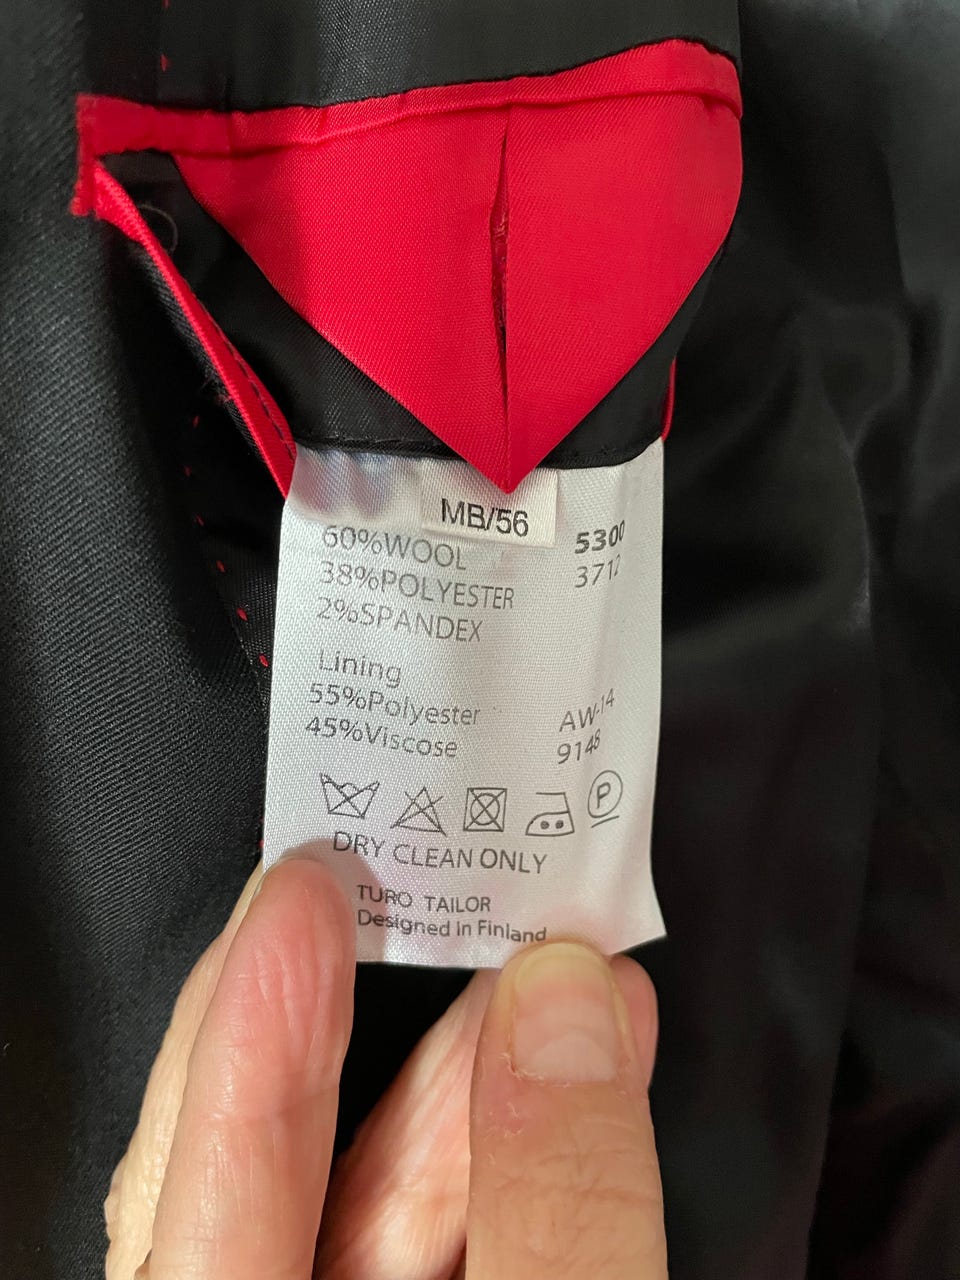 MB/56
60%WOOL
38%POLYESTER
2%SPANDEX
5300
3712
Lining
55%Polyester
45%Viscose
AW-14
9148
P
DRY CLEAN ONLY
TURO TAILOR
Designed in Finland